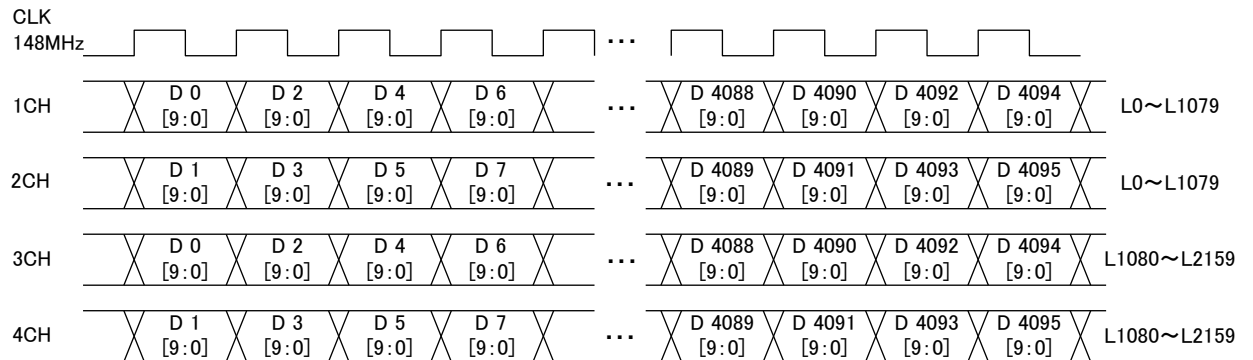 CLK
148MHz
...
1CH D 0 D 2 D 4 D 6 ... D 4088 D 4090 D 4092 D 4094 L0～L1079
[9:0] [9:0] [9:0] [9:0] [9:0] [9:0] [9:0] [9:0]
2CH D 1 D 3 D 5 D 7 ... D 4089 D 4091 D 4093 D 4095 L0～L1079
[9:0] [9:0] [9:0] [9:0] [9:0] [9:0] [9:0] [9:0]
3CH D 0 D 2 D 4 D 6 ... D 4088 D 4090 D 4092 D 4094 L1080～L2159
[9:0] [9:0] [9:0] [9:0] [9:0] [9:0] [9:0] [9:0]
4CH D 1 D 3 D 5 D 7 ... D 4089 D 4091 D 4093 D 4095 L1080～L2159
[9:0] [9:0] [9:0] [9:0] [9:0] [9:0] [9:0] [9:0]